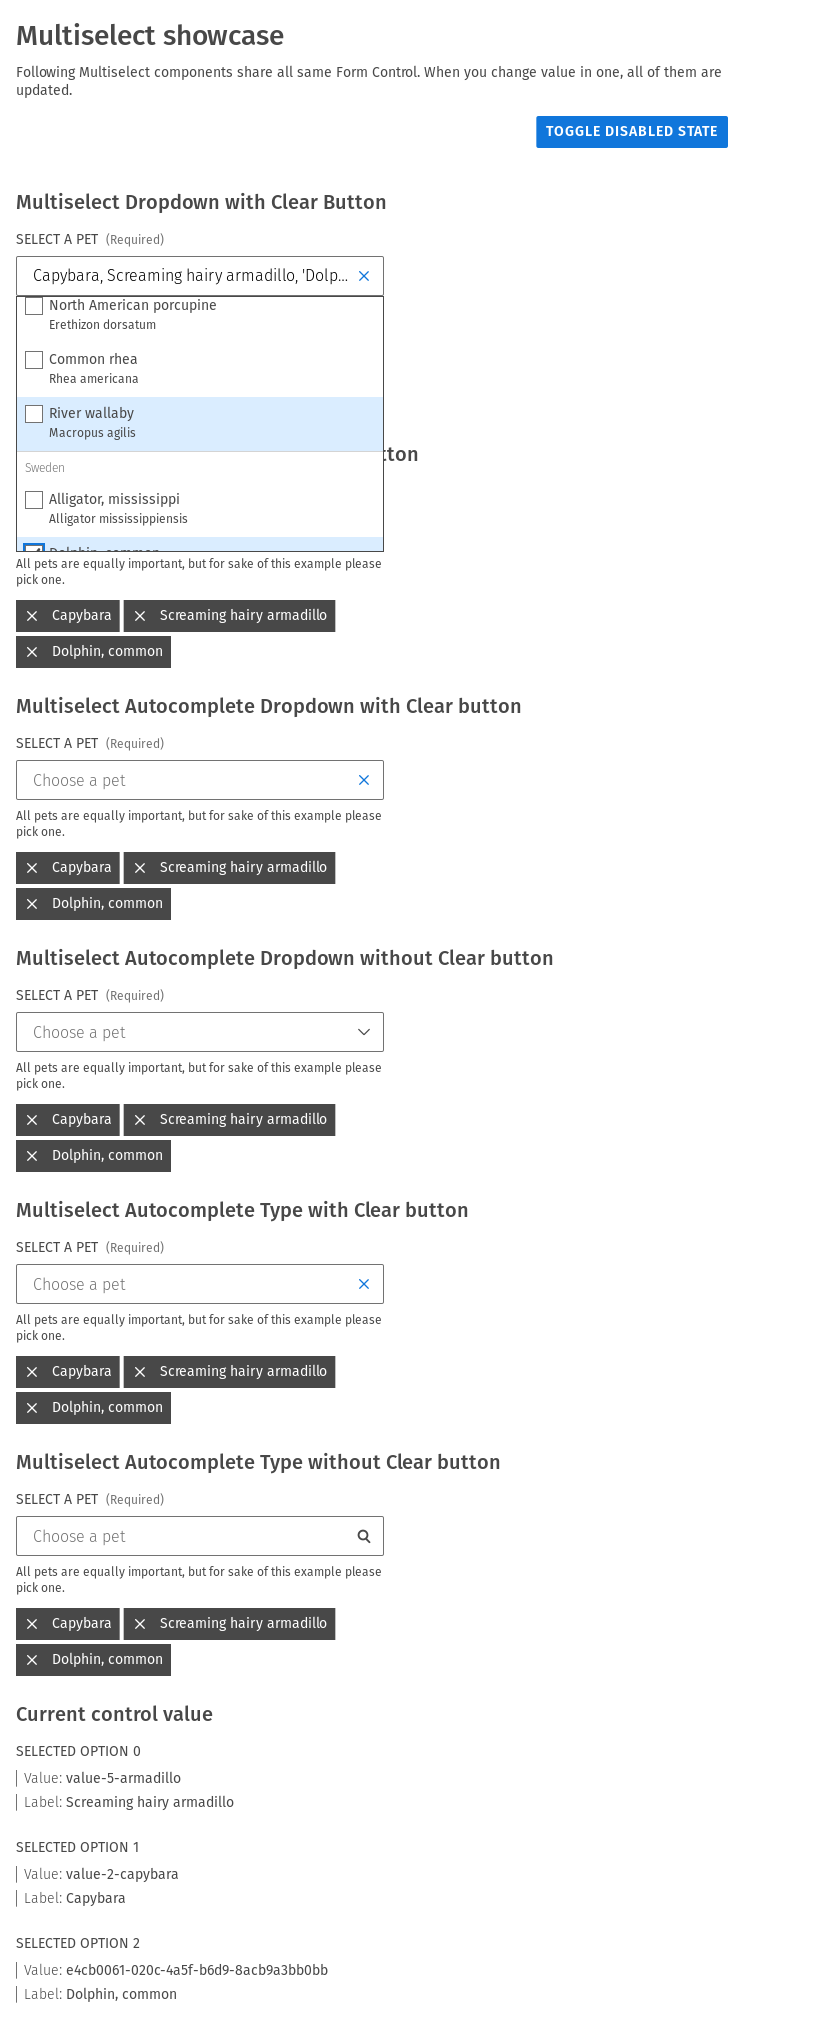 Multiselect showcase
Following Multiselect components share all same Form Control. When you change value in one, all of them are
updated.
TOGGLE DISABLED STATE
Multiselect Dropdown with Clear Button
SELECT A PET (Required)
Capybara, Screaming hairy armadillo, 'Dolp...
North American porcupine
Erethizon dorsatum
Common rhea
Rhea americana
River wallaby
Macropus agilis
tton
Sweden
Alligator, mississippi
Alligator mississippiensis
Dolphin, common
All pets are equally important, but for sake of this example please
pick one.
Capybara Screaming hairy armadillo
Dolphin, common
Multiselect Autocomplete Dropdown with Clear button
SELECT A PET (Required)
Choose a pet
All pets are equally important, but for sake of this example please
pick one.
Capybara Screaming hairy armadillo
Dolphin, common
Multiselect Autocomplete Dropdown without Clear button
SELECT A PET (Required)
Choose a pet
All pets are equally important, but for sake of this example please
pick one.
Capybara Screaming hairy armadillo
Dolphin, common
Multiselect Autocomplete Type with Clear button
SELECT A PET (Required)
Choose a pet
All pets are equally important, but for sake of this example please
pick one.
Capybara Screaming hairy armadillo
Dolphin, common
Multiselect Autocomplete Type without Clear button
SELECT A PET (Required)
Choose a pet
All pets are equally important, but for sake of this example please
pick one.
Capybara Screaming hairy armadillo
Dolphin, common
Current control value
SELECTED OPTION 0
Value: value-5-armadillo
Label: Screaming hairy armadillo
SELECTED OPTION 1
Value: value-2-capybara
Label: Capybara
SELECTED OPTION 2
Value: e4cb0061-020c-4a5f-b6d9-8acb9a3bb0bb
Label: Dolphin, common